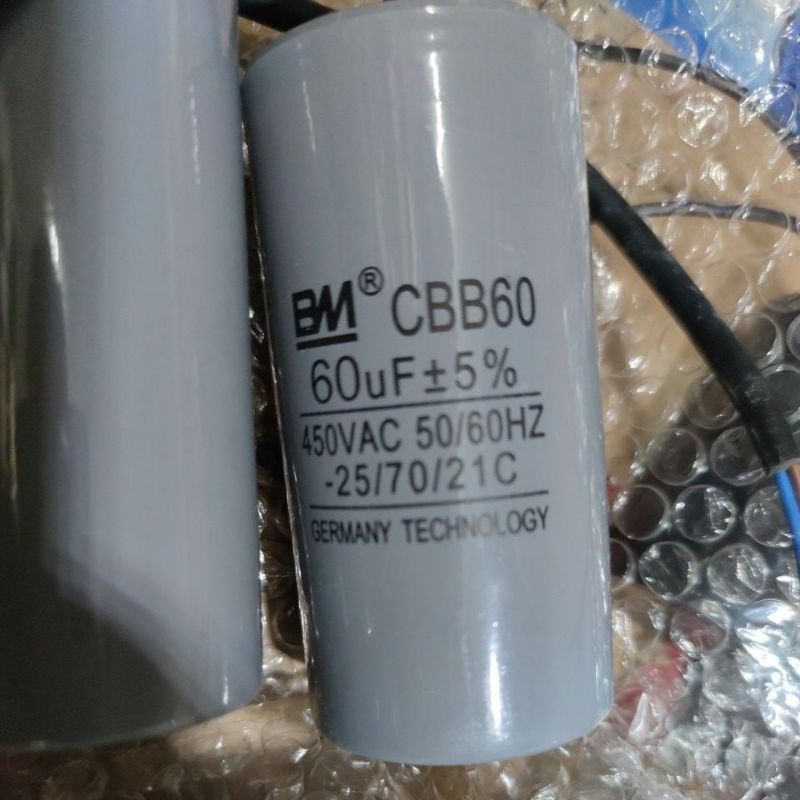 BM® CBB60
60uF±5%
450VAC 50/60HZ
-25/70/21C
GERMANY TECHNOLOGY